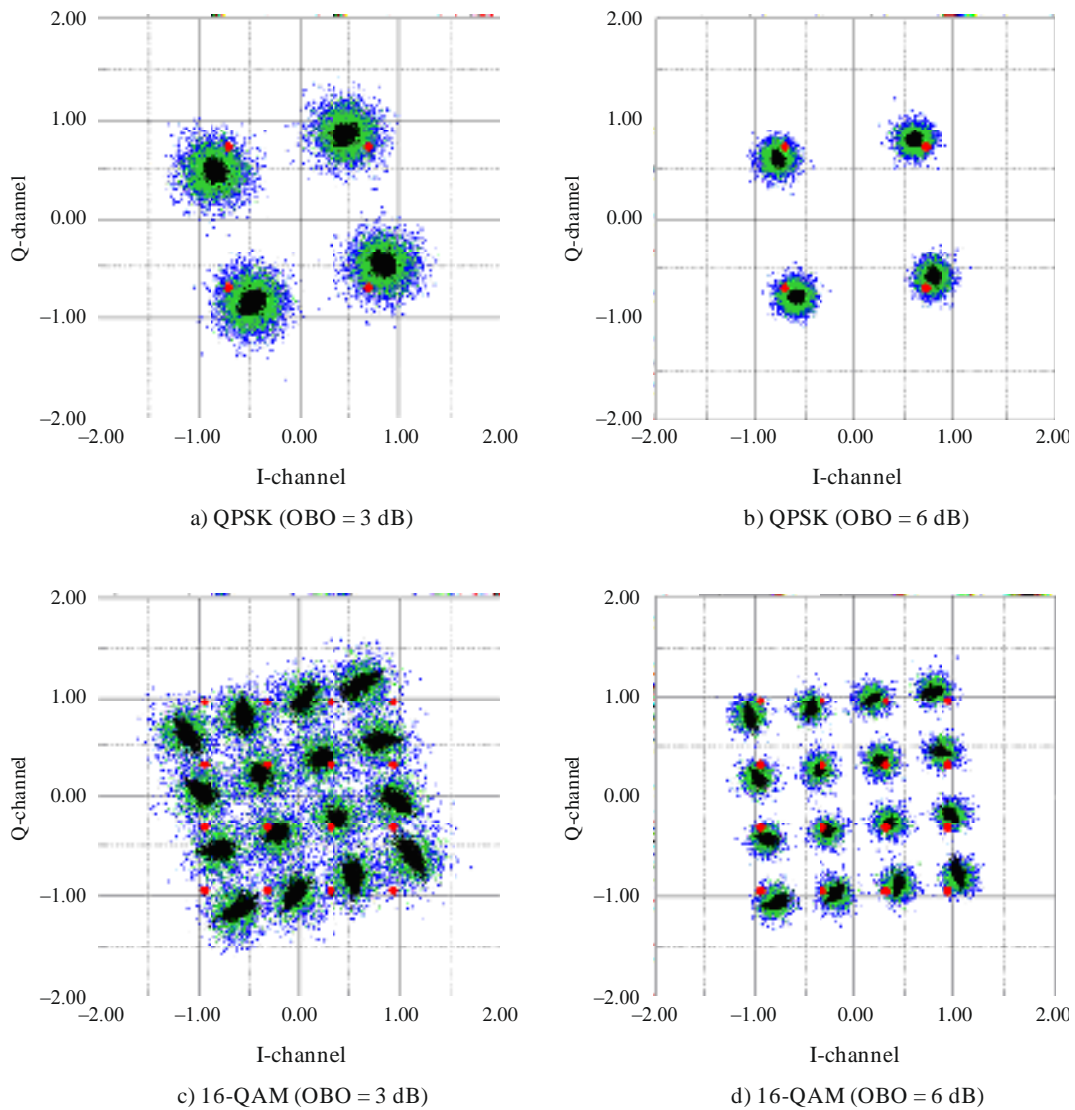 2.00
1.00
0.00
–1.00
–2.00
Q-channel
–2.00 –1.00 0.00 1.00 2.00
I-channel
a) QPSK (OBO = 3 dB)
2.00
1.00
0.00
–1.00
–2.00
Q-channel
–2.00 –1.00 0.00 1.00 2.00
I-channel
b) QPSK (OBO = 6 dB)
2.00
1.00
0.00
–1.00
–2.00
Q-channel
–2.00 –1.00 0.00 1.00 2.00
I-channel
c) 16-QAM (OBO = 3 dB)
2.00
1.00
0.00
–1.00
–2.00
Q-channel
–2.00 –1.00 0.00 1.00 2.00
I-channel
d) 16-QAM (OBO = 6 dB)